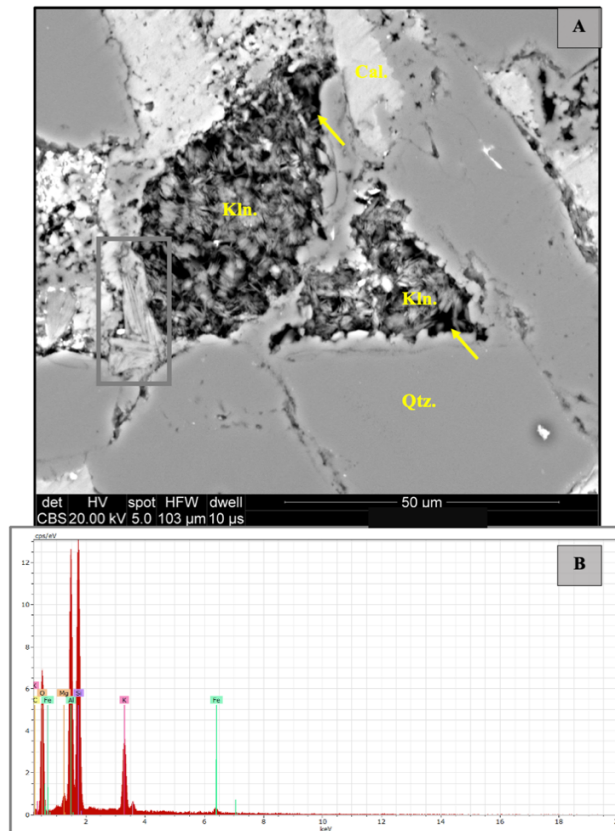 A
Cal.
Kln.
Kln.
Qtz.
det HV spot HFW dwell
CBS 20.00 kV 5.0 103 µm 10 µs
50 um
cps/eV
B
12
10
8
6
4
2
0
K
O
Mg
Si
C
Fe
Al
K
Fe
2
4
6
8
10
12
14
16
18
keV